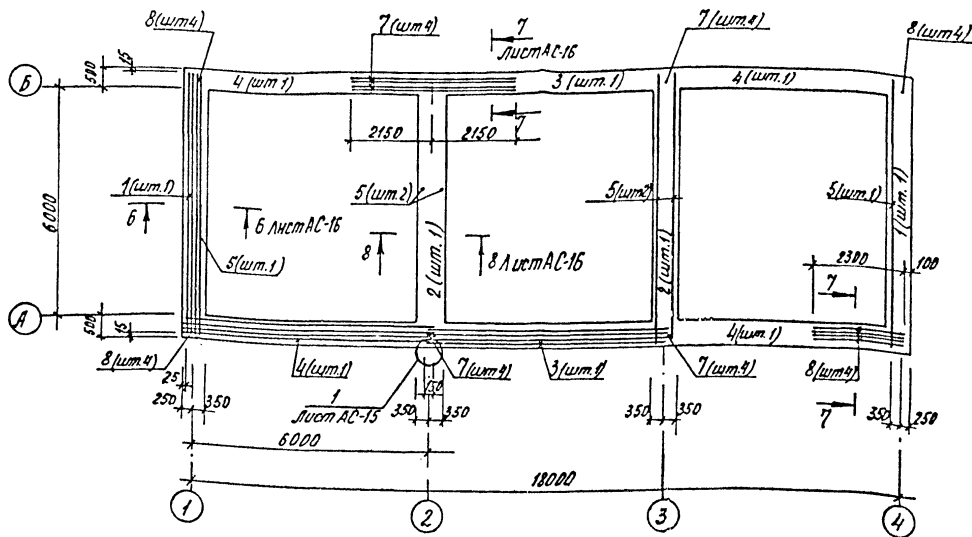 8(шт4)
7(шт4)
7
Лист АС-16
7(шт.4)
8(шт4)
500
15
Б
4(шт.1)
3(шт.1)
4(шт.1)
7
2150
2150
6000
1(шт.1)
6
6 Лист АС-16
5(шт.1)
5(шт.2)
8
8 Лист АС-16
2(шт.1)
5(шт2)
2(шт.1)
5(шт.1)
1(шт.1)
2300
100
7
А
500
15
8(шт.4)
4(шт.1)
7(шт4)
3(шт.1)
7(шт.4)
4(шт.1)
8(шт4)
7
25
250
350
1
Лист АС-15
150
350
350
350
350
350
250
6000
18000
1
2
3
4